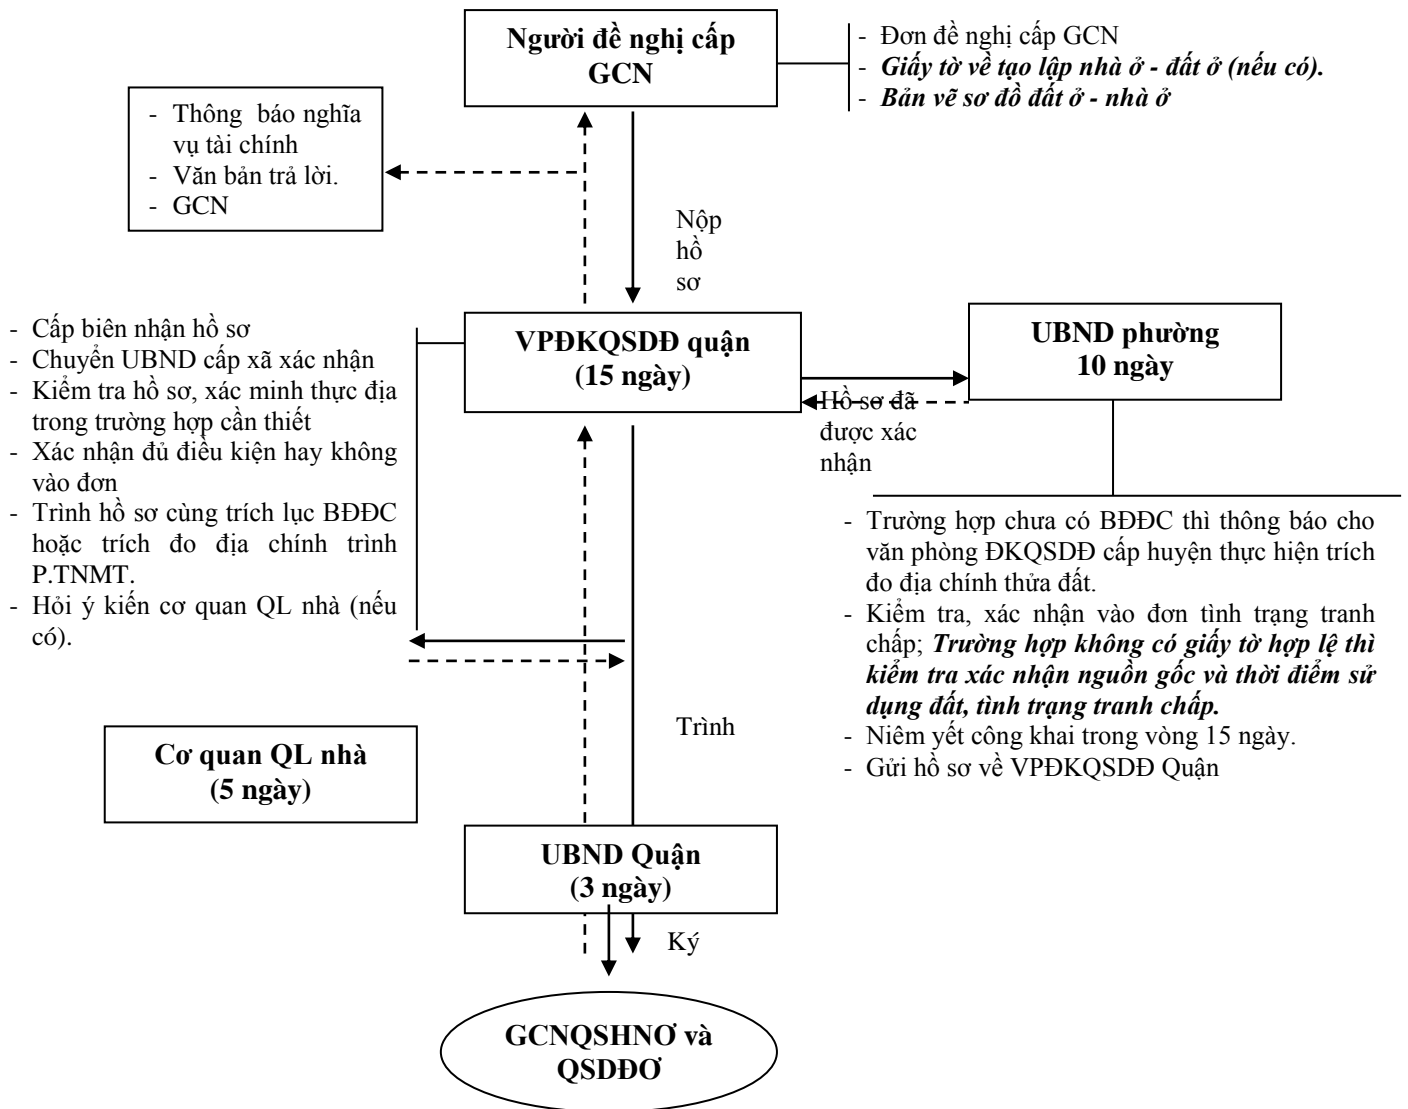 Người đề nghị cấp
GCN
- Đơn đề nghị cấp GCN
- Giấy tờ về tạo lập nhà ở - đất ở (nếu có).
- Bản vẽ sơ đồ đất ở - nhà ở
- Thông báo nghĩa
vụ tài chính
- Văn bản trả lời.
- GCN
Nộp
hồ
sơ
- Cấp biên nhận hồ sơ
- Chuyển UBND cấp xã xác nhận
- Kiểm tra hồ sơ, xác minh thực địa
trong trường hợp cần thiết
- Xác nhận đủ điều kiện hay không
vào đơn
- Trình hồ sơ cùng trích lục BĐĐC
hoặc trích đo địa chính trình
P.TNMT.
- Hỏi ý kiến cơ quan QL nhà (nếu
có).
VPĐKQSDĐ quận
(15 ngày)
UBND phường
10 ngày
Hồ sơ đã
được xác
nhận
- Trường hợp chưa có BĐĐC thì thông báo cho
văn phòng ĐKQSDĐ cấp huyện thực hiện trích
đo địa chính thửa đất.
- Kiểm tra, xác nhận vào đơn tình trạng tranh
chấp; Trường hợp không có giấy tờ hợp lệ thì
kiểm tra xác nhận nguồn gốc và thời điểm sử
dụng đất, tình trạng tranh chấp.
- Niêm yết công khai trong vòng 15 ngày.
- Gửi hồ sơ về VPĐKQSDĐ Quận
Trình
Cơ quan QL nhà
(5 ngày)
UBND Quận
(3 ngày)
Ký
GCNQSHNƠ và
QSDĐƠ